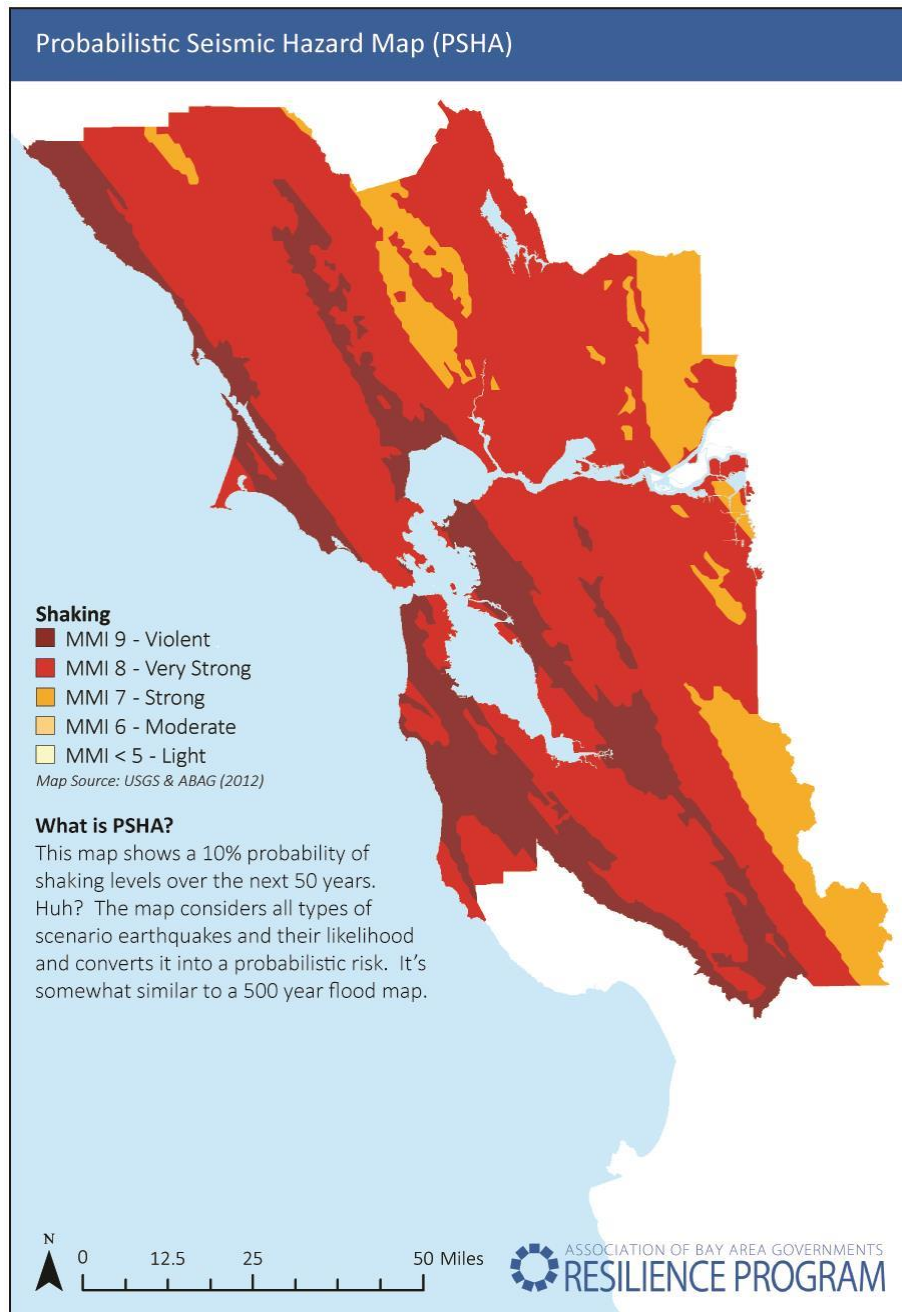 Probabilistic Seismic Hazard Map (PSHA)
Shaking
MMI 9 - Violent
MMI 8 - Very Strong
MMI 7 - Strong
MMI 6 - Moderate
MMI < 5 - Light
Map Source: USGS & ABAG (2012)
What is PSHA?
This map shows a 10% probability of
shaking levels over the next 50 years.
Huh? The map considers all types of
scenario earthquakes and their likelihood
and converts it into a probabilistic risk. It's
somewhat similar to a 500 year flood map.
N
0 12.5 25 50 Miles
ASSOCIATION OF BAY AREA GOVERNMENTS
RESILIENCE PROGRAM